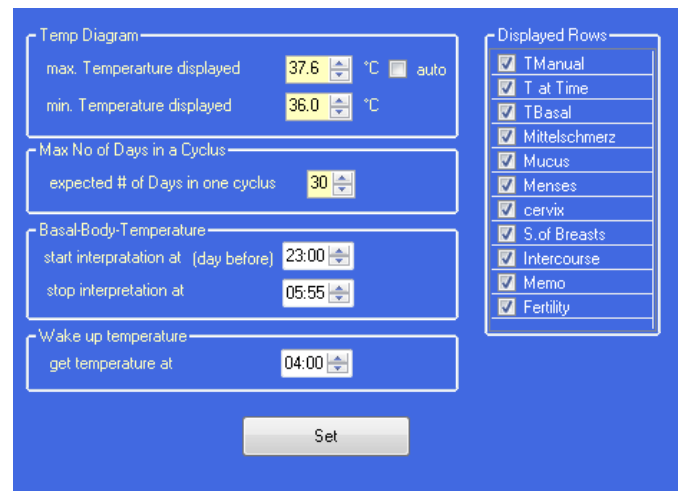 Temp Diagram
max. Temperarture displayed 37.6 °C auto
min. Temperature displayed 36.0 °C
Max No of Days in a Cyclus
expected # of Days in one cyclus 30
Basal-Body-Temperature
start interpratation at (day before) 23:00
stop interpretation at 05:55
Wake up temperature
get temperature at 04:00
Set
Displayed Rows
TManual
T at Time
TBasal
Mittelschmerz
Mucus
Menses
cervix
S.of Breasts
Intercourse
Memo
Fertility